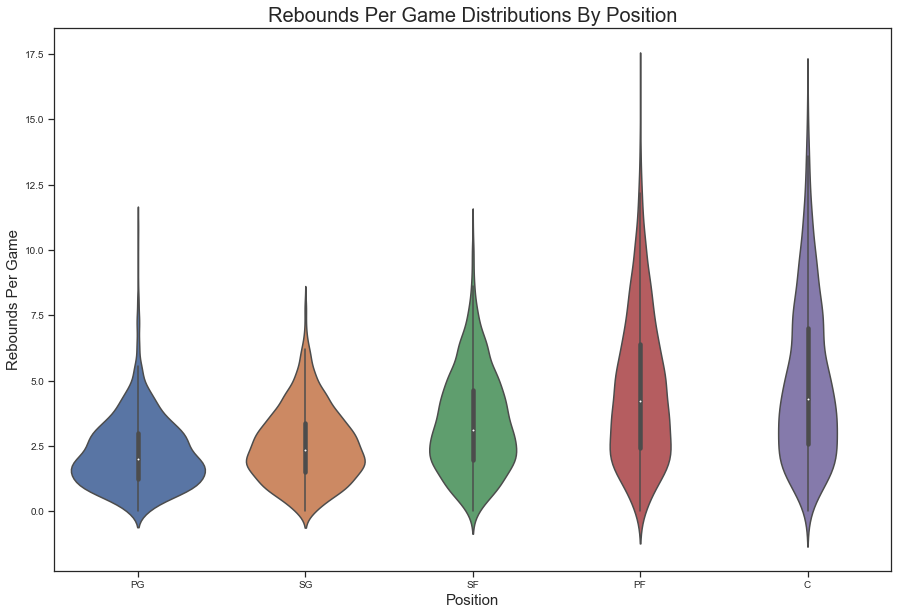 Rebounds Per Game Distributions By Position
17.5
15.0
12.5
10.0
7.5
5.0
2.5
0.0
Rebounds Per Game
PG SG SF PF C
Position